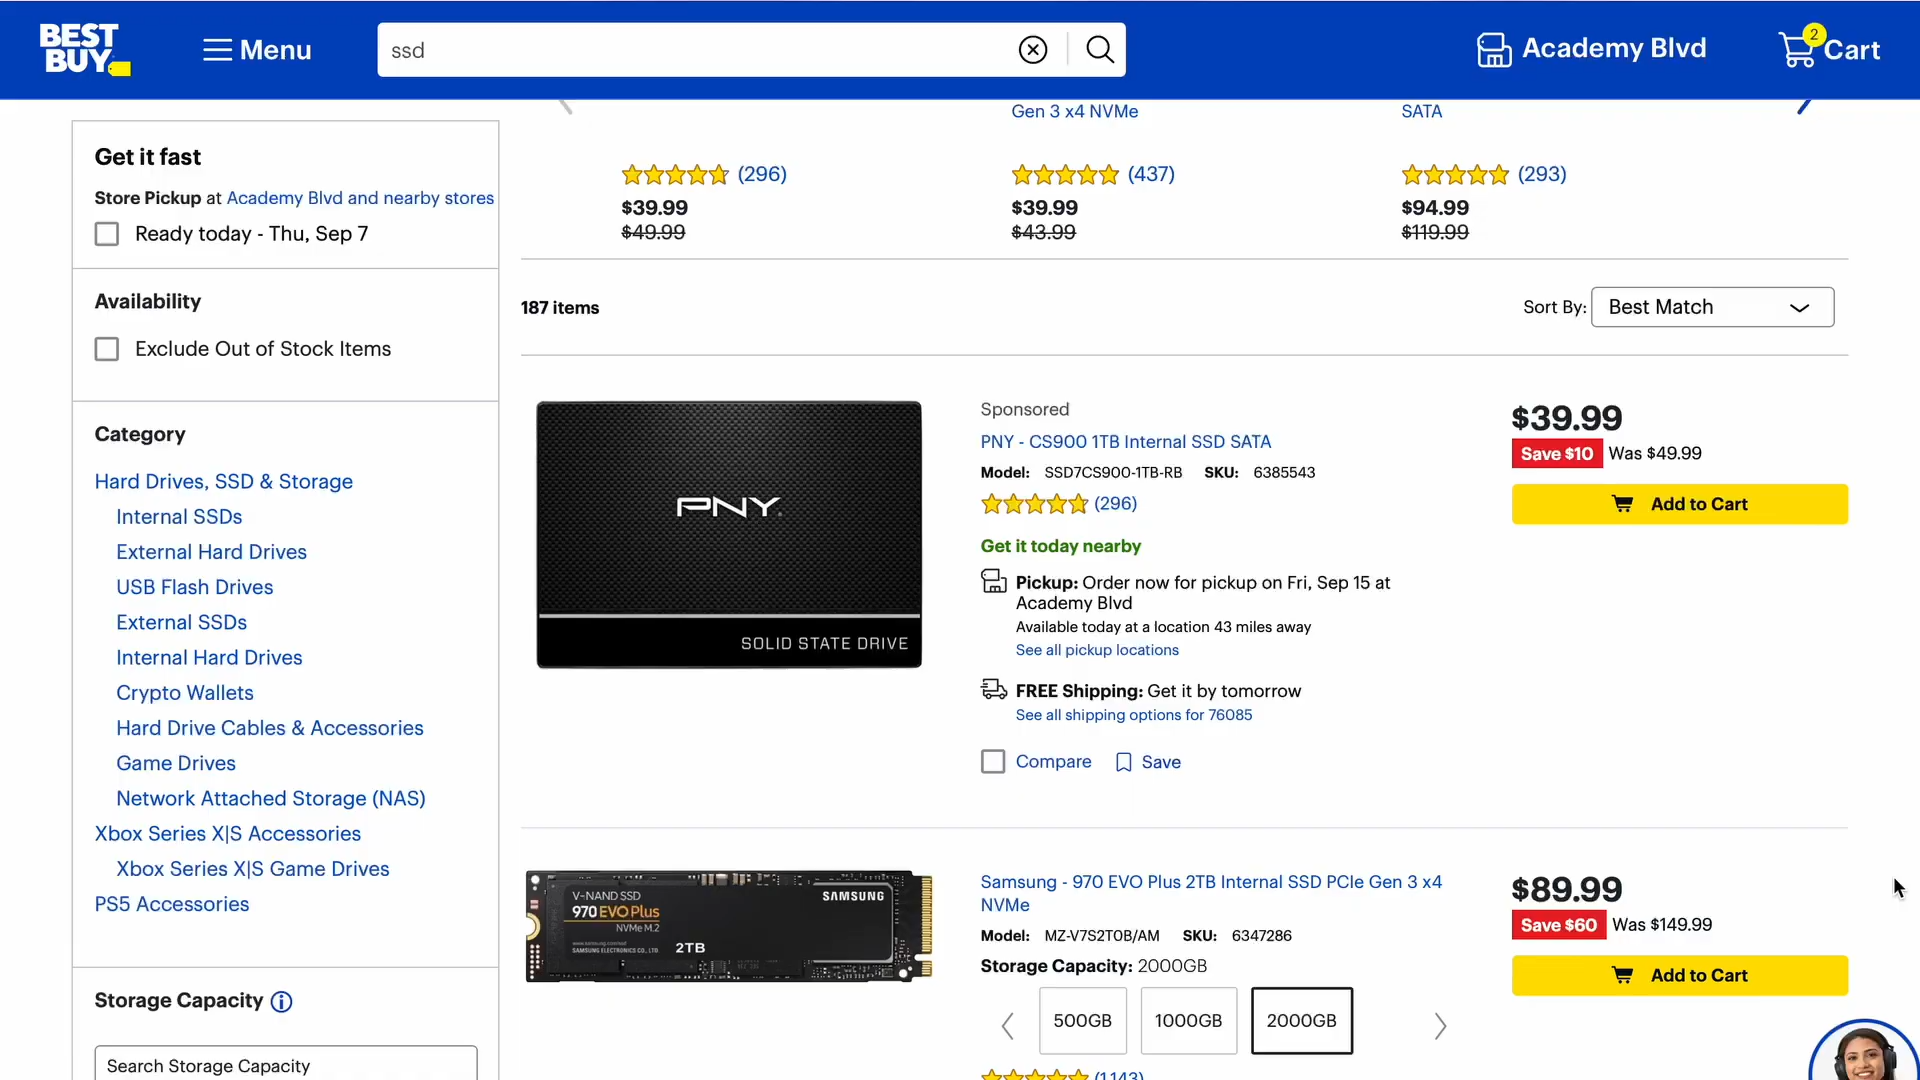 BEST
BUY
Menu
ssd
Academy Blvd
2
Cart
Gen 3 x4 NVMe
SATA
(296)
(437)
(293)
$39.99
$39.99
$94.99
$49.99
$43.99
$119.99
Get it fast
Store Pickup at Academy Blvd and nearby stores
Ready today - Thu, Sep 7
Availability
Exclude Out of Stock Items
Category
Hard Drives, SSD & Storage
Internal SSDs
External Hard Drives
USB Flash Drives
External SSDs
Internal Hard Drives
Crypto Wallets
Hard Drive Cables & Accessories
Game Drives
Network Attached Storage (NAS)
Xbox Series X|S Accessories
Xbox Series X|S Game Drives
PS5 Accessories
Storage Capacity
Search Storage Capacity
187 items
Sort By: Best Match
PNY
SOLID STATE DRIVE
Sponsored
PNY - CS900 1TB Internal SSD SATA
Model: SSD7CS900-1TB-RB SKU: 6385543
(296)
Get it today nearby
Pickup: Order now for pickup on Fri, Sep 15 at
Academy Blvd
Available today at a location 43 miles away
See all pickup locations
FREE Shipping: Get it by tomorrow
See all shipping options for 76085
Compare
Save
$39.99
Save $10 Was $49.99
Add to Cart
V-NAND SSD
970 EVO Plus
NVMe M.2
SAMSUNG ELECTRONICS CO., LTD.
2TB
SAMSUNG
Samsung - 970 EVO Plus 2TB Internal SSD PCIe Gen 3 x4
NVMe
Model: MZ-V7S2T0B/AM SKU: 6347286
Storage Capacity: 2000GB
500GB
1000GB
2000GB
(1,143)
$89.99
Save $60 Was $149.99
Add to Cart